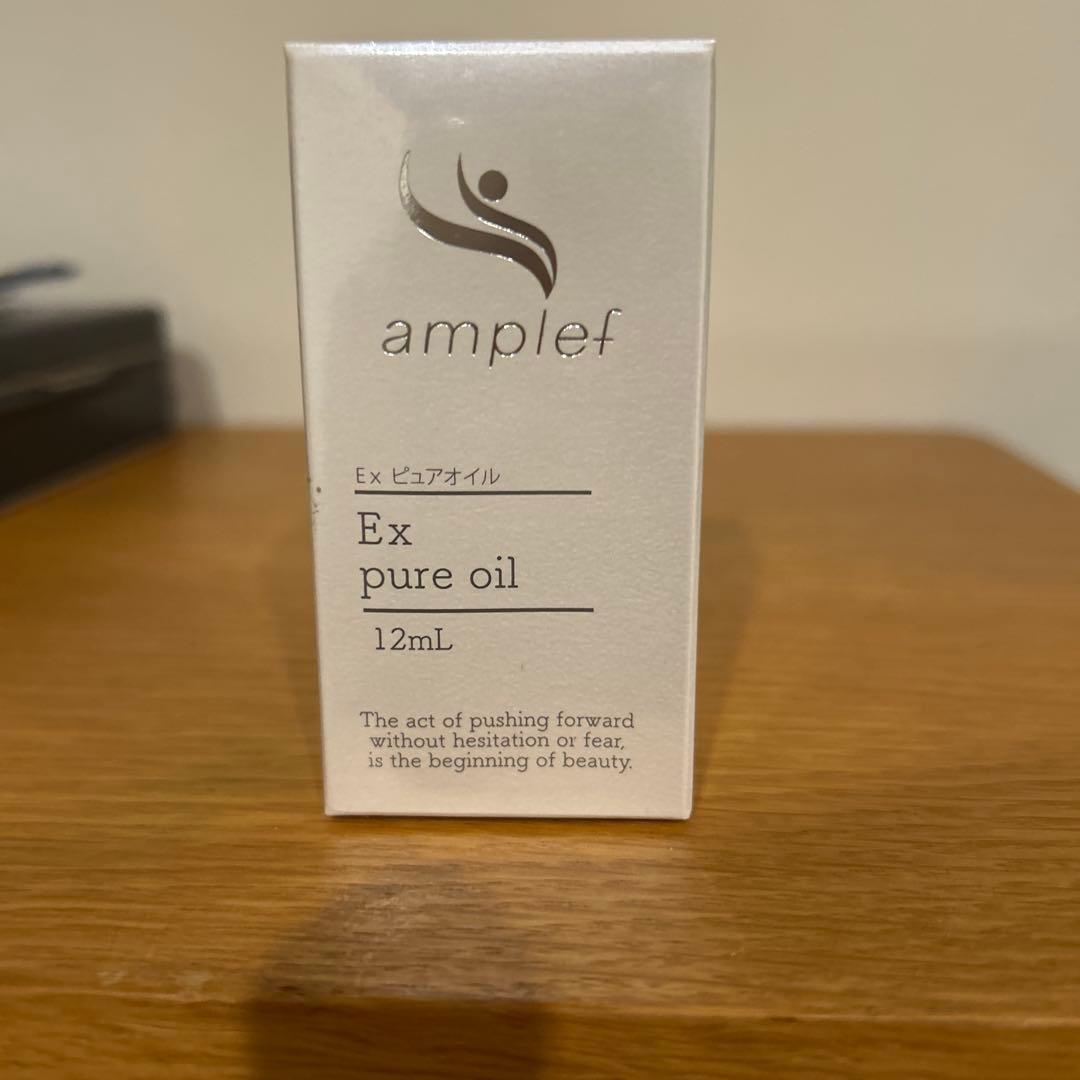 amplef
Ex ピュアオイル
Ex
pure oil
12mL
The act of pushing forward
without hesitation or fear,
is the beginning of beauty.